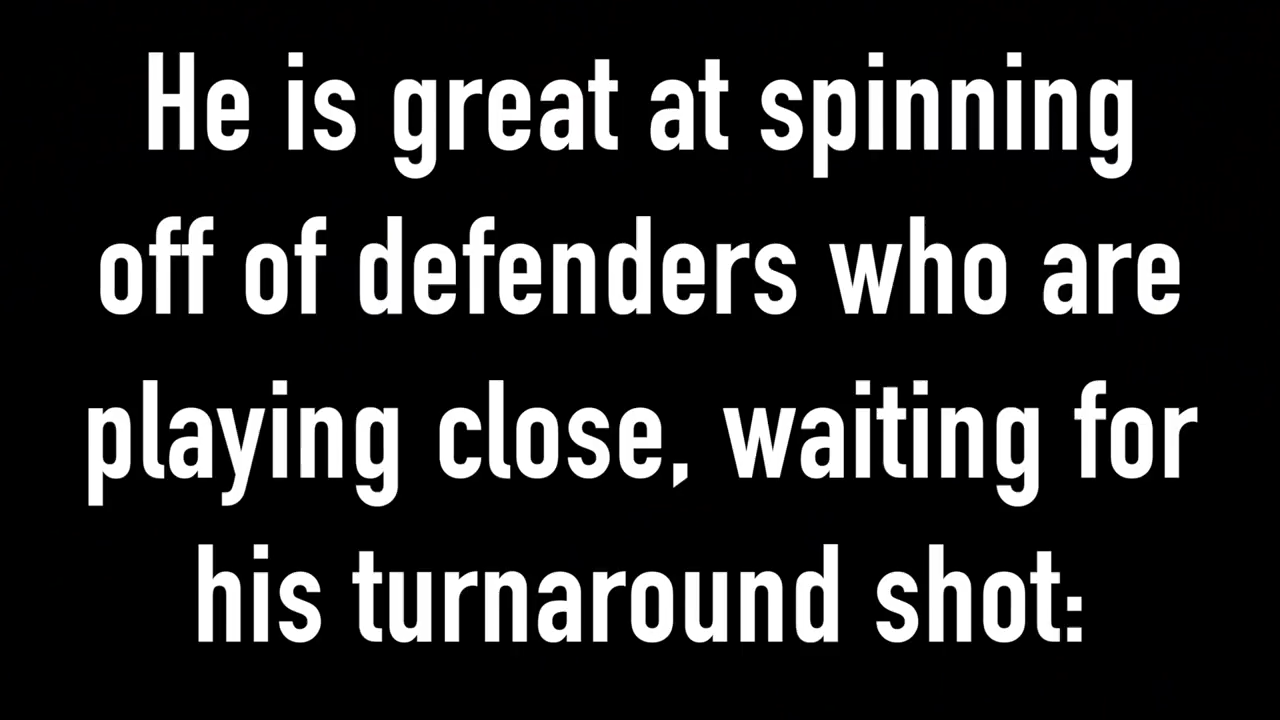 He is great at spinning
off of defenders who are
playing close, waiting for
his turnaround shot: